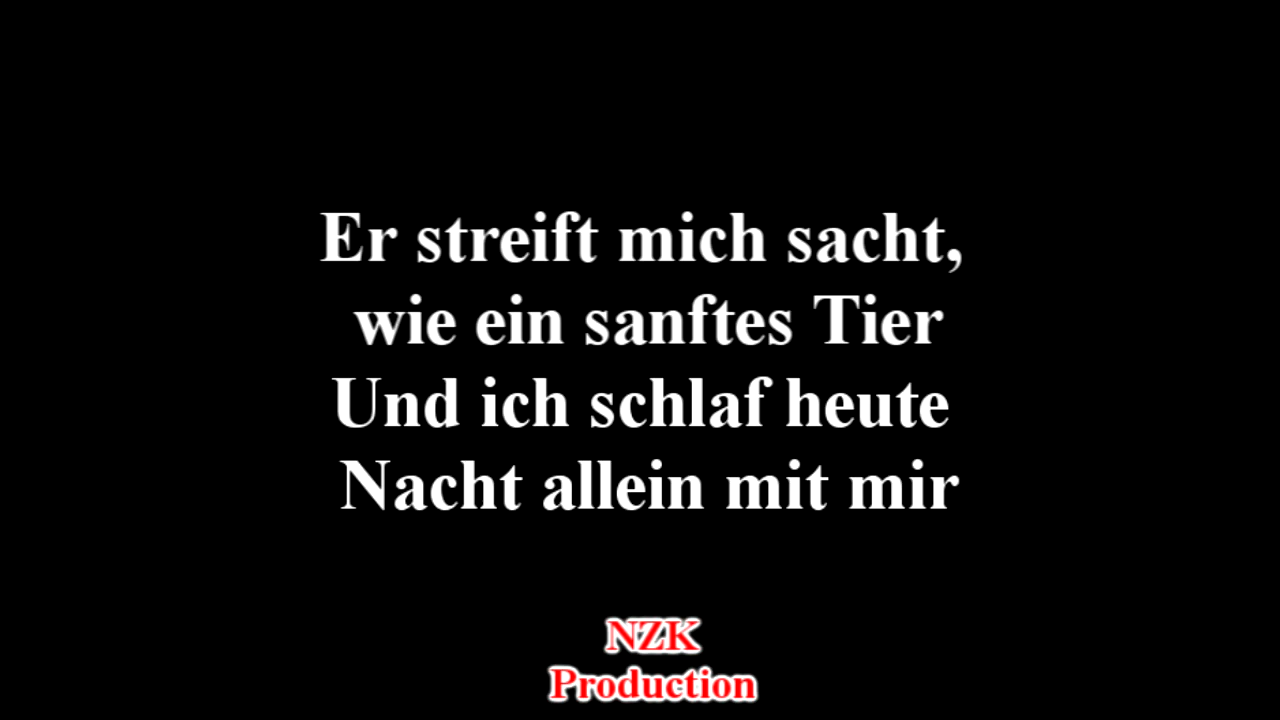 Er streift mich sacht,
wie ein sanftes Tier
Und ich schlaf heute
Nacht allein mit mir
NZK
Production